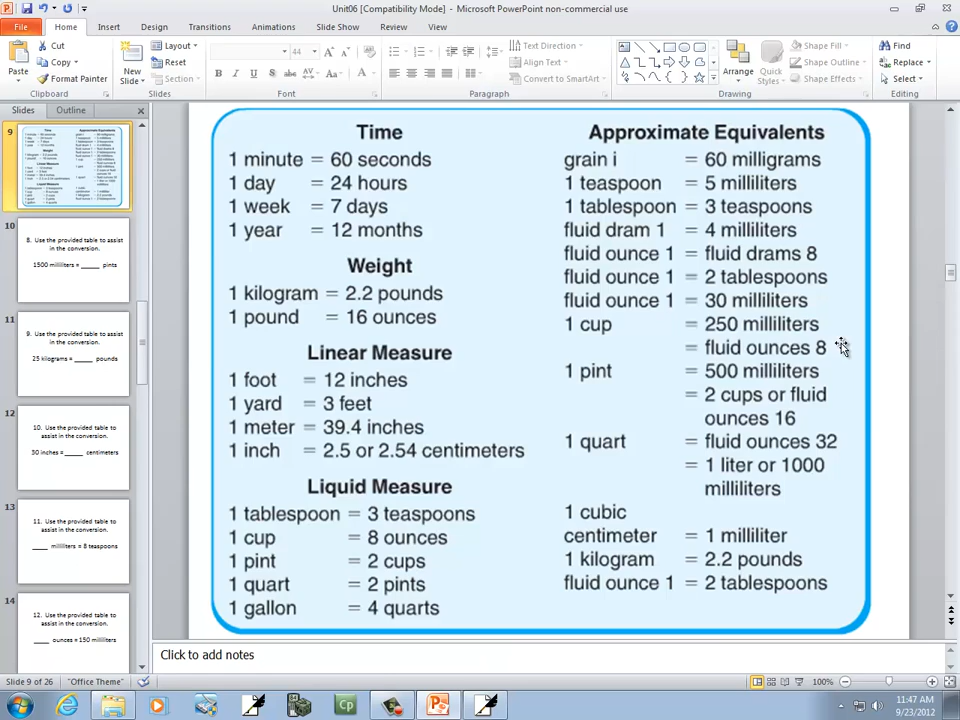 Unit06 [Compatibility Mode] - Microsoft PowerPoint non-commercial use
File Home Insert Design Transitions Animations Slide Show Review View
Paste
Cut
Copy
Format Painter
Clipboard
New Slide
Layout
Reset
Section
Slides
44
B I U S abc AV Aa A
Font
Text Direction
Align Text
Convert to SmartArt
Paragraph
Arrange
Quick Styles
Shape Fill
Shape Outline
Shape Effects
Drawing
Find
Replace
Select
Editing
Slides Outline
9
10
8. Use the provided table to assist
in the conversion.
1500 milliliters = _____ pints
11
9. Use the provided table to assist
in the conversion.
25 kilograms = _____ pounds
12
10. Use the provided table to
assist in the conversion.
30 inches = _____ centimeters
13
11. Use the provided table to
assist in the conversion.
_____ milliliters = 8 teaspoons
14
12. Use the provided table to
assist in the conversion.
_____ ounces = 150 milliliters
Time
1 minute = 60 seconds
1 day = 24 hours
1 week = 7 days
1 year = 12 months
Weight
1 kilogram = 2.2 pounds
1 pound = 16 ounces
Linear Measure
1 foot = 12 inches
1 yard = 3 feet
1 meter = 39.4 inches
1 inch = 2.5 or 2.54 centimeters
Liquid Measure
1 tablespoon = 3 teaspoons
1 cup = 8 ounces
1 pint = 2 cups
1 quart = 2 pints
1 gallon = 4 quarts
Approximate Equivalents
grain i = 60 milligrams
1 teaspoon = 5 milliliters
1 tablespoon = 3 teaspoons
fluid dram 1 = 4 milliliters
fluid ounce 1 = fluid drams 8
fluid ounce 1 = 2 tablespoons
fluid ounce 1 = 30 milliliters
1 cup = 250 milliliters
= fluid ounces 8
1 pint = 500 milliliters
= 2 cups or fluid
ounces 16
1 quart = fluid ounces 32
= 1 liter or 1000
milliliters
1 cubic
centimeter = 1 milliliter
1 kilogram = 2.2 pounds
fluid ounce 1 = 2 tablespoons
Click to add notes
Slide 9 of 26 "Office Theme" 100%
Cp
11:47 AM
9/23/2012